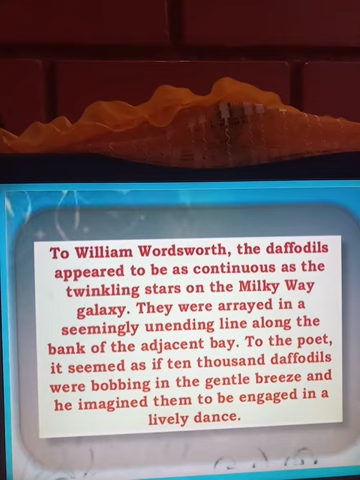 To William Wordsworth, the daffodils
appeared to be as continuous as the
twinkling stars on the Milky Way
galaxy. They were arrayed in a
seemingly unending line along the
bank of the adjacent bay. To the poet,
it seemed as if ten thousand daffodils
were bobbing in the gentle breeze and
he imagined them to be engaged in a
lively dance.